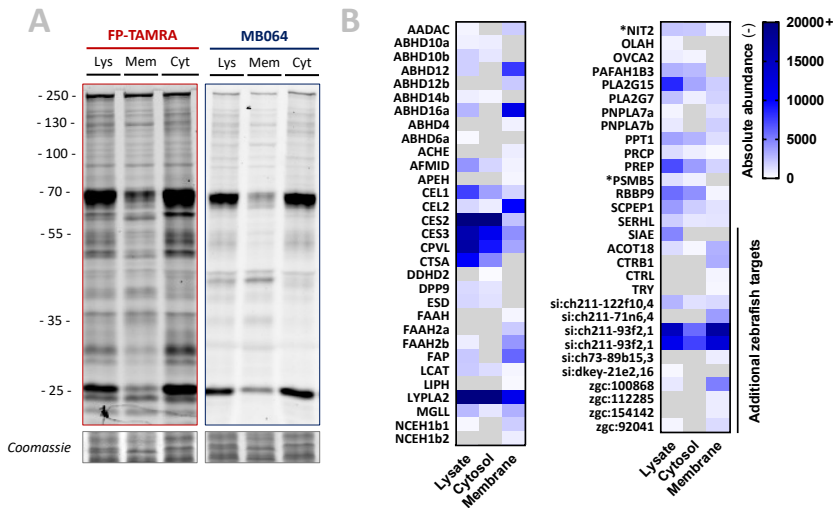 A
FP-TAMRA
MB064
Lys Mem Cyt
Lys Mem Cyt
- 250 -
- 130 -
- 100 -
- 70 -
55 -
- 35 -
- 25 -
Coomassie
B
AADAC
ABHD10a
ABHD10b
ABHD12
ABHD12b
ABHD14b
ABHD16a
ABHD4
ABHD6a
ACHE
AFMID
APEH
CEL1
CEL2
CES2
CES3
CPVL
CTSA
DDHD2
DPP9
ESD
FAAH
FAAH2a
FAAH2b
FAP
LCAT
LIPH
LYPLA2
MGLL
NCEH1b1
NCEH1b2
Lysate
Cytosol
Membrane
*NIT2
OLAH
OVCA2
PAFAH1B3
PLA2G15
PLA2G7
PNPLA7a
PNPLA7b
PPT1
PRCP
PREP
*PSMB5
RBBP9
SCPEP1
SERHL
SIAE
ACOT18
CTRB1
CTRL
TRY
si:ch211-122f10,4
si:ch211-71n6,4
si:ch211-93f2,1
si:ch211-93f2,1
si:ch73-89b15,3
si:dkey-21e2,16
zgc:100868
zgc:112285
zgc:154142
zgc:92041
Lysate
Cytosol
Membrane
Additional zebrafish targets
Absolute abundance (-)
20000+
15000
10000
5000
0